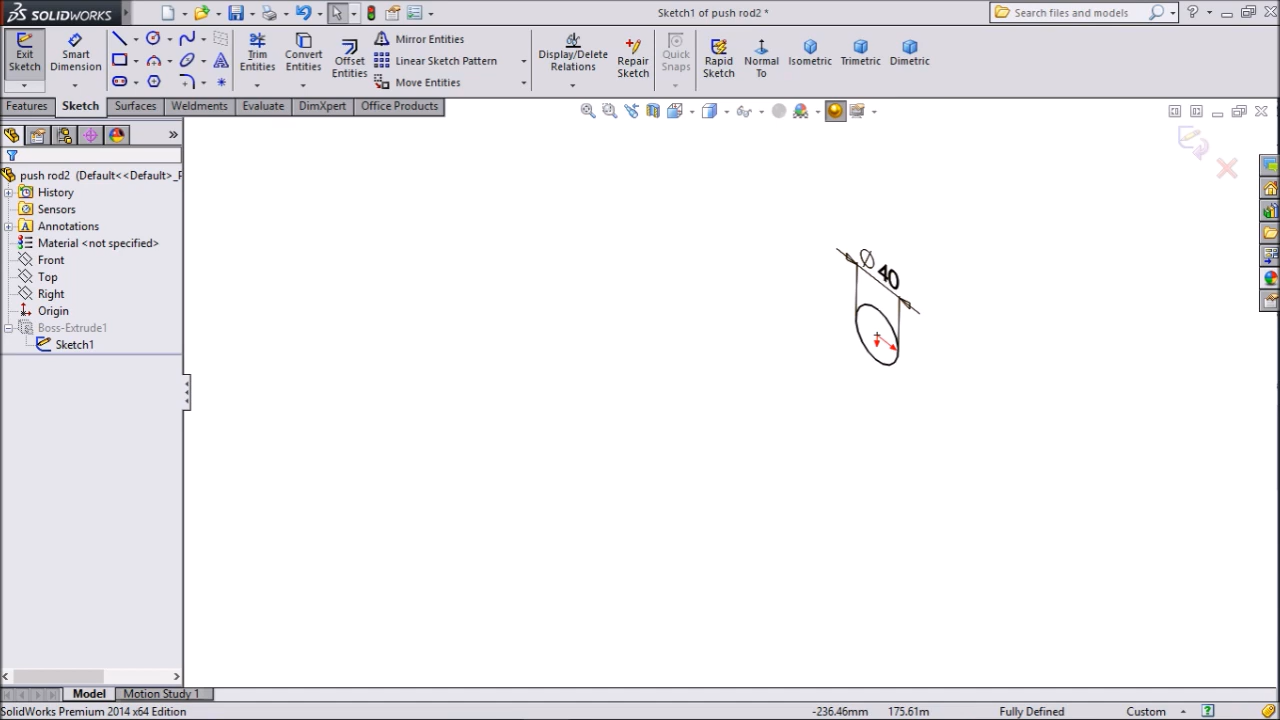 SOLIDWORKS
Sketch1 of push rod2 *
Search files and models
Exit Sketch
Smart Dimension
Trim Entities
Convert Entities
Offset Entities
Mirror Entities
Linear Sketch Pattern
Move Entities
Display/Delete Relations
Repair Sketch
Quick Snaps
Rapid Sketch
Normal To
Isometric
Trimetric
Dimetric
Features
Sketch
Surfaces
Weldments
Evaluate
DimXpert
Office Products
push rod2 (Default<<Default>_P
History
Sensors
Annotations
Material <not specified>
Front
Top
Right
Origin
Boss-Extrude1
Sketch1
Ø 40
Model
Motion Study 1
SolidWorks Premium 2014 x64 Edition
-236.46mm
175.61m
Fully Defined
Custom